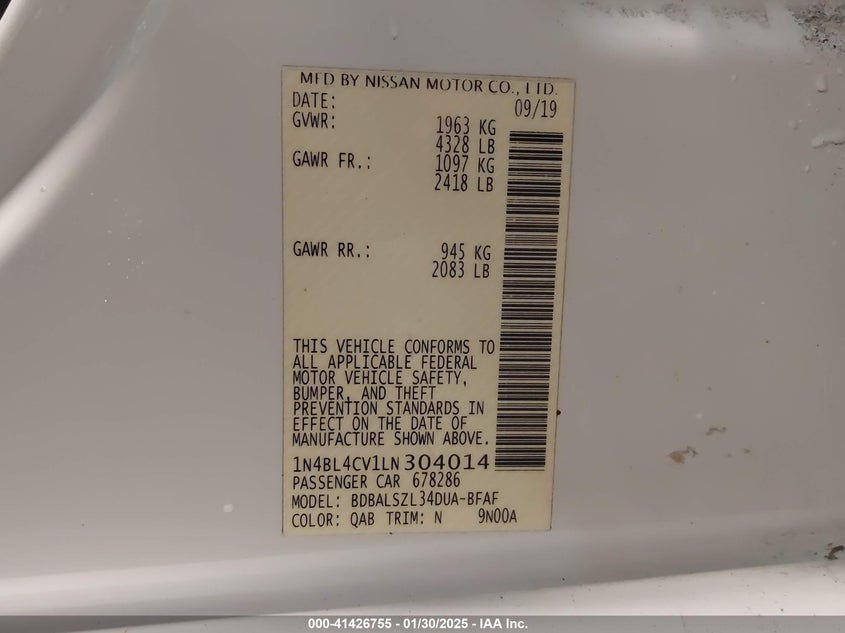 MFD BY NISSAN MOTOR CO., LTD.
DATE: 09/19
GVWR: 1963 KG
4328 LB
GAWR FR.: 1097 KG
2418 LB
GAWR RR.: 945 KG
2083 LB
THIS VEHICLE CONFORMS TO
ALL APPLICABLE FEDERAL
MOTOR VEHICLE SAFETY,
BUMPER, AND THEFT
PREVENTION STANDARDS IN
EFFECT ON THE DATE OF
MANUFACTURE SHOWN ABOVE.
1N4BL4CV1LN304014
PASSENGER CAR 678286
MODEL: BDBALSZL34DUA-BFAF
COLOR: QAB TRIM: N 9N00A
000-41426755 - 01/30/2025 - IAA Inc.